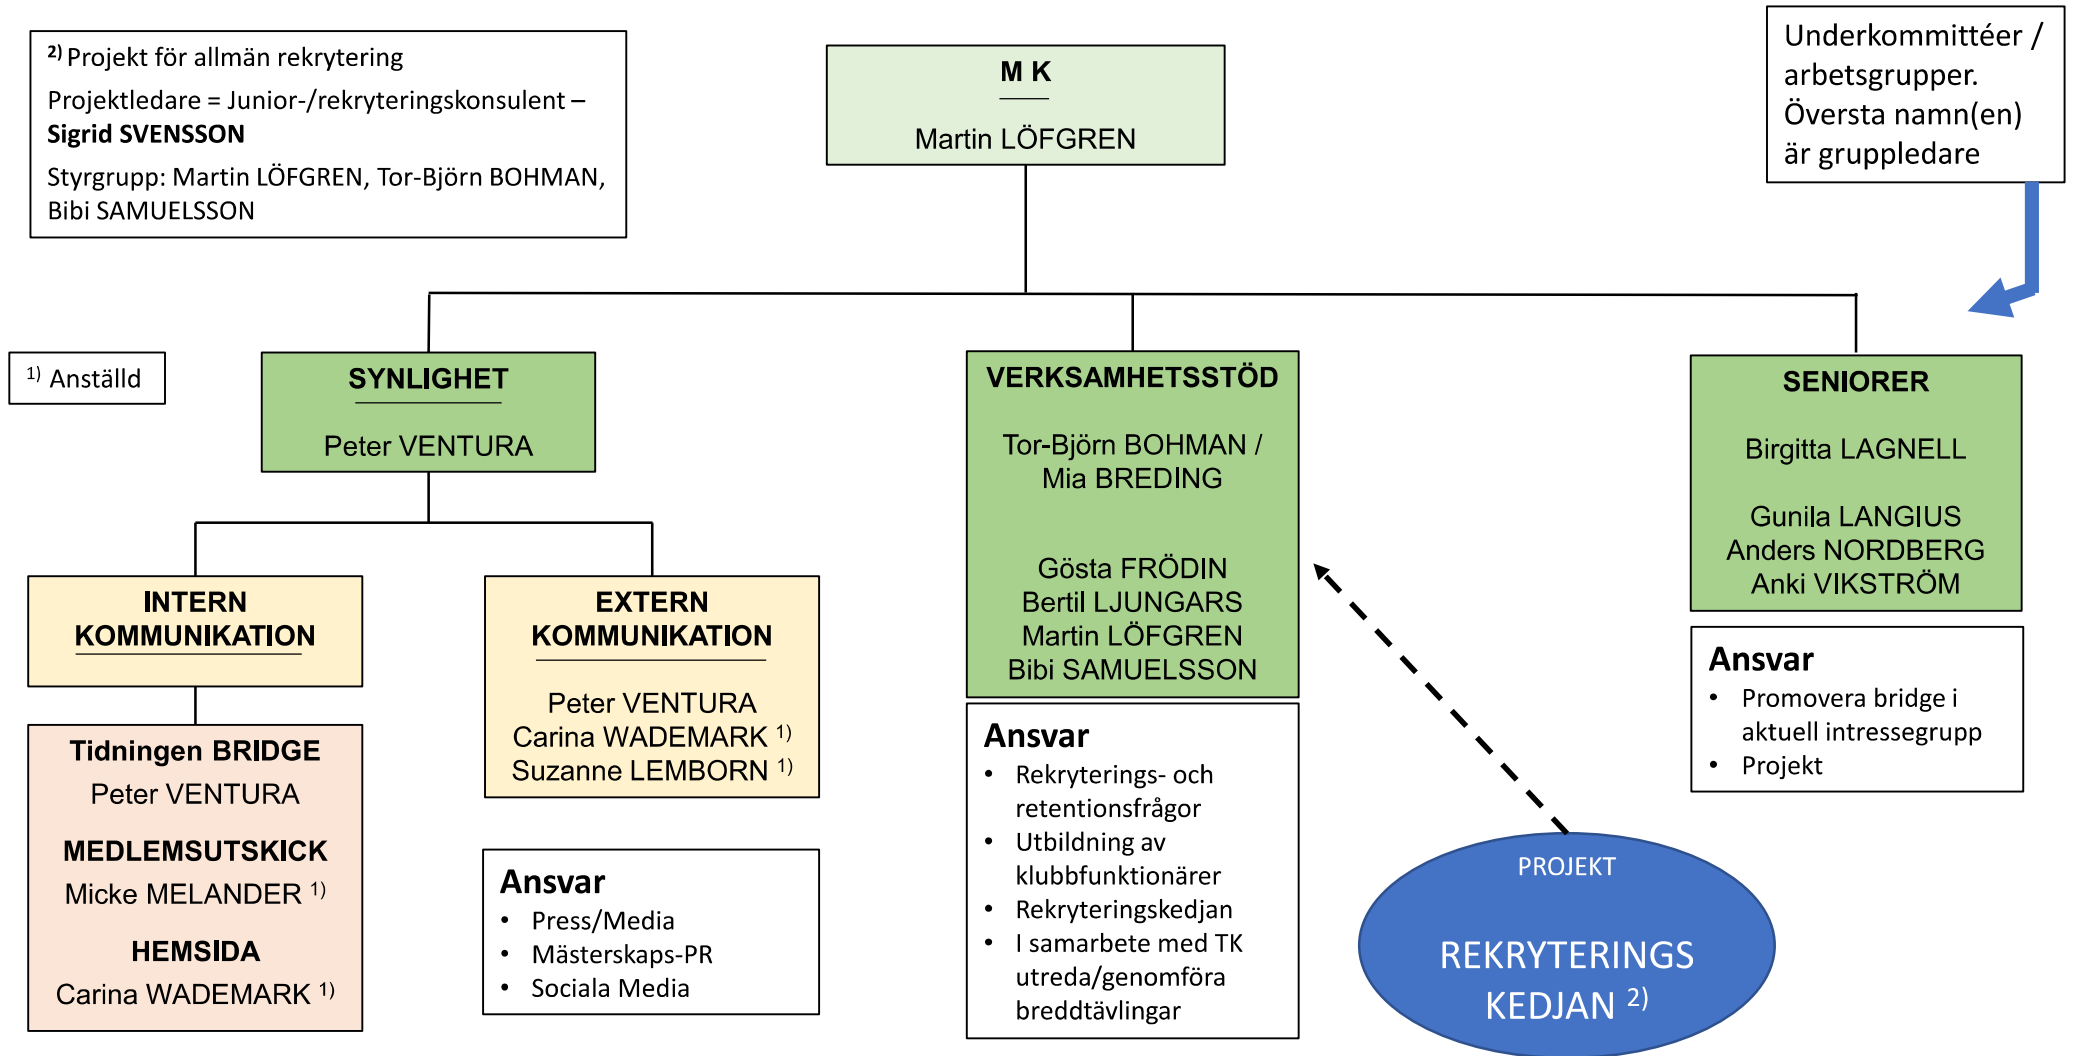 ²⁾ Projekt för allmän rekrytering
Projektledare = Junior-/rekryteringskonsulent –
Sigrid SVENSSON
Styrgrupp: Martin LÖFGREN, Tor-Björn BOHMAN,
Bibi SAMUELSSON
M K
Martin LÖFGREN
Underkommittéer /
arbetsgrupper.
Översta namn(en)
är gruppledare
¹⁾ Anställd
SYNLIGHET
Peter VENTURA
VERKSAMHETSSTÖD
Tor-Björn BOHMAN /
Mia BREDING
Gösta FRÖDIN
Bertil LJUNGARS
Martin LÖFGREN
Bibi SAMUELSSON
SENIORER
Birgitta LAGNELL
Gunila LANGIUS
Anders NORDBERG
Anki VIKSTRÖM
INTERN
KOMMUNIKATION
EXTERN
KOMMUNIKATION
Peter VENTURA
Carina WADEMARK ¹⁾
Suzanne LEMBORN ¹⁾
Tidningen BRIDGE
Peter VENTURA
MEDLEMSUTSKICK
Micke MELANDER ¹⁾
HEMSIDA
Carina WADEMARK ¹⁾
Ansvar
• Press/Media
• Mästerskaps-PR
• Sociala Media
Ansvar
• Rekryterings- och
retentionsfrågor
• Utbildning av
klubbfunktionärer
• Rekryteringskedjan
• I samarbete med TK
utreda/genomföra
breddtävlingar
Ansvar
• Promovera bridge i
aktuell intressegrupp
• Projekt
PROJEKT
REKRYTERINGS
KEDJAN ²⁾